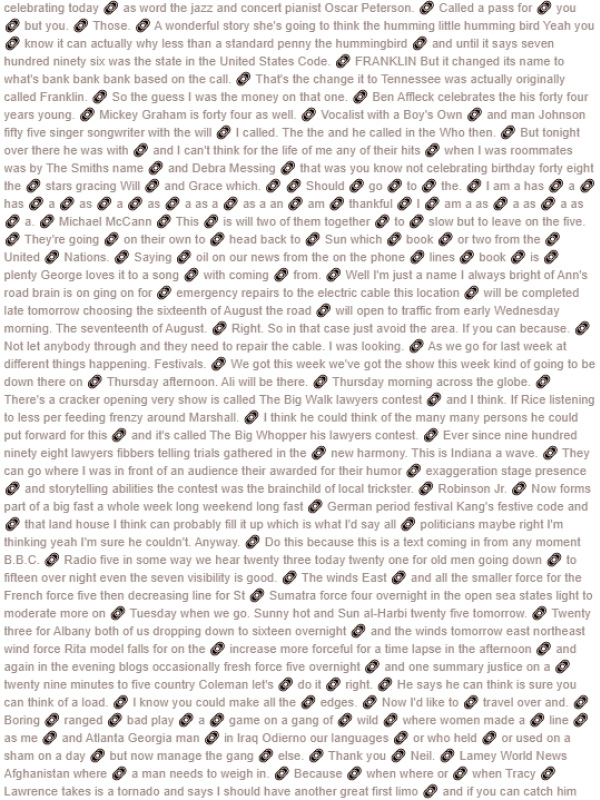 celebrating today as word the jazz and concert pianist Oscar Peterson. Called a pass for you
but you. Those. A wonderful story she's going to think the humming little humming bird Yeah you
know it can actually why less than a standard penny the hummingbird and until it says seven
hundred ninety six was the state in the United States Code. FRANKLIN But it changed its name to
what's bank bank bank based on the call. That's the change it to Tennessee was actually originally
called Franklin. So the guess I was the money on that one. Ben Affleck celebrates the his forty four
years young. Mickey Graham is forty four as well. Vocalist with a Boy's Own and man Johnson
fifty five singer songwriter with the will I called. The the and he called in the Who then. But tonight
over there he was with and I can't think for the life of me any of their hits when I was roommates
was by The Smiths name and Debra Messing that was you know not celebrating birthday forty eight
the stars gracing Will and Grace which. Should go to the. I am a has a
has a as a as a as a a as a an am thankful I am a as a as a as
a. Michael McCann This is will two of them together to slow but to leave on the five.
They're going on their own to head back to Sun which book or two from the
United Nations. Saying oil on our news from the on the phone lines book is
plenty George loves it to a song with coming from. Well I'm just a name I always bright of Ann's
road brain is on ging on for emergency repairs to the electric cable this location will be completed
late tomorrow choosing the sixteenth of August the road will open to traffic from early Wednesday
morning. The seventeenth of August. Right. So in that case just avoid the area. If you can because.
Not let anybody through and they need to repair the cable. I was looking. As we go for last week at
different things happening. Festivals. We got this week we've got the show this week kind of going to be
down there on Thursday afternoon. Ali will be there. Thursday morning across the globe.
There's a cracker opening very show is called The Big Walk lawyers contest and I think. If Rice listening
to less per feeding frenzy around Marshall. I think he could think of the many many persons he could
put forward for this and it's called The Big Whopper his lawyers contest. Ever since nine hundred
ninety eight lawyers fibbers telling trials gathered in the new harmony. This is Indiana a wave. They
can go where I was in front of an audience their awarded for their humor exaggeration stage presence
and storytelling abilities the contest was the brainchild of local trickster. Robinson Jr. Now forms
part of a big fast a whole week long weekend long fast German period festival Kang's festive code and
that land house I think can probably fill it up which is what I'd say all politicians maybe right I'm
thinking yeah I'm sure he couldn't. Anyway. Do this because this is a text coming in from any moment
B.B.C. Radio five in some way we hear twenty three today twenty one for old men going down to
fifteen over night even the seven visibility is good. The winds East and all the smaller force for the
French force five then decreasing line for St Sumatra force four overnight in the open sea states light to
moderate more on Tuesday when we go. Sunny hot and Sun al-Harbi twenty five tomorrow. Twenty
three for Albany both of us dropping down to sixteen overnight and the winds tomorrow east northeast
wind force Rita model falls for on the increase more forceful for a time lapse in the afternoon and
again in the evening blogs occasionally fresh force five overnight and one summary justice on a
twenty nine minutes to five country Coleman let's do it right. He says he can think is sure you
can think of a load. I know you could make all the edges. Now I'd like to travel over and.
Boring ranged bad play a game on a gang of wild where women made a line
as me and Atlanta Georgia man in Iraq Odierno our languages or who held or used on a
sham on a day but now manage the gang else. Thank you Neil. Lamey World News
Afghanistan where a man needs to weigh in. Because when where or when Tracy
Lawrence takes is a tornado and says I should have another great first limo and if you can catch him